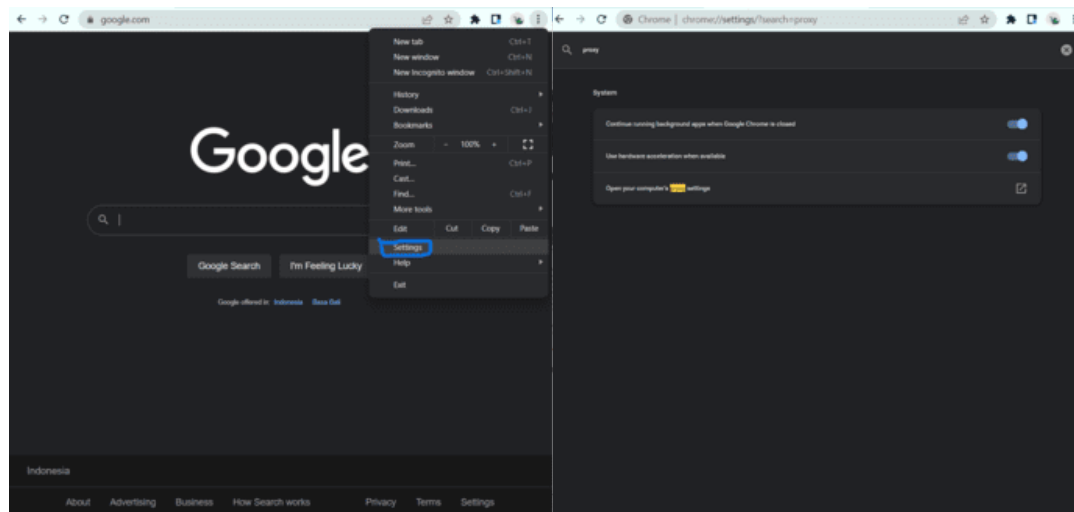 google.com
New tab Ctrl+T
New window Ctrl+N
New Incognito window Ctrl+Shift+N
History
Downloads Ctrl+J
Bookmarks
Zoom - 100% +
Print... Ctrl+P
Cast...
Find... Ctrl+F
More tools
Edit Cut Copy Paste
Settings
Help
Exit
Google
Google Search I'm Feeling Lucky
Google offered in: Indonesia Basa Bali
Indonesia
About Advertising Business How Search works Privacy Terms Settings
Chrome | chrome://settings/?search=proxy
proxy
System
Continue running background apps when Google Chrome is closed
Use hardware acceleration when available
Open your computer's proxy settings